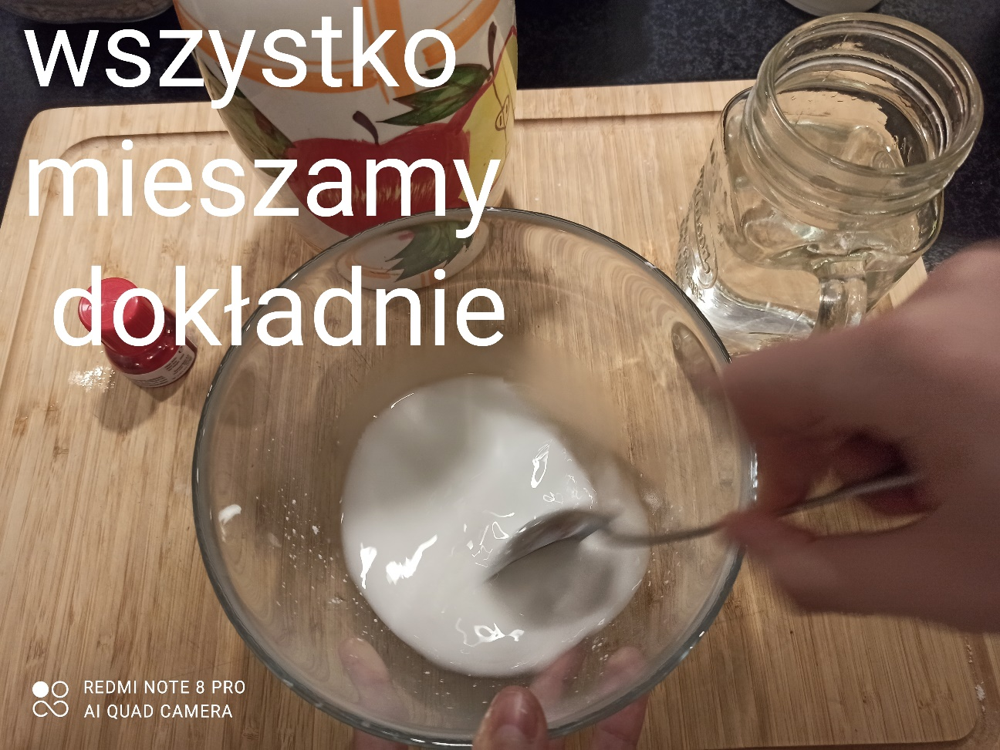 wszystko
mieszamy
dokładnie
REDMI NOTE 8 PRO
AI QUAD CAMERA